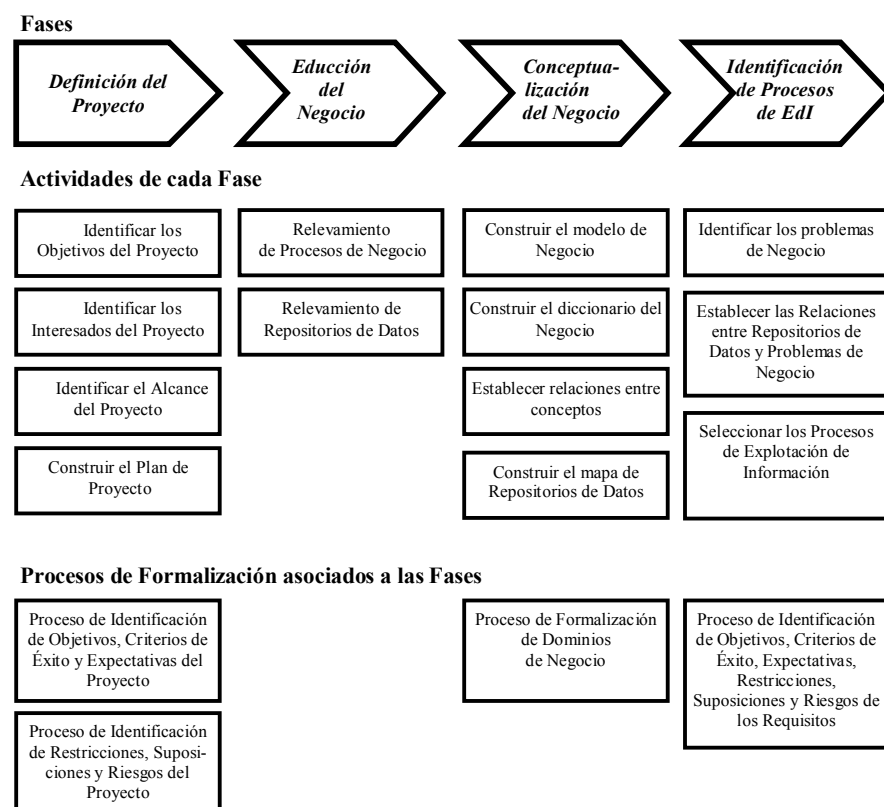 Fases
Definición del
Proyecto
Educción
del
Negocio
Conceptua-
lización
del Negocio
Identificación
de Procesos
de EdI
Actividades de cada Fase
Identificar los
Objetivos del Proyecto
Identificar los
Interesados del Proyecto
Identificar el Alcance
del Proyecto
Construir el Plan de
Proyecto
Relevamiento
de Procesos de Negocio
Relevamiento de
Repositorios de Datos
Construir el modelo de
Negocio
Construir el diccionario del
Negocio
Establecer relaciones entre
conceptos
Construir el mapa de
Repositorios de Datos
Identificar los problemas
de Negocio
Establecer las Relaciones
entre Repositorios de
Datos y Problemas de
Negocio
Seleccionar los Procesos
de Explotación de
Información
Procesos de Formalización asociados a las Fases
Proceso de Identificación
de Objetivos, Criterios de
Éxito y Expectativas del
Proyecto
Proceso de Identificación
de Restricciones, Suposi-
ciones y Riesgos del
Proyecto
Proceso de Formalización
de Dominios
de Negocio
Proceso de Identificación
de Objetivos, Criterios de
Éxito, Expectativas,
Restricciones,
Suposiciones y Riesgos de
los Requisitos